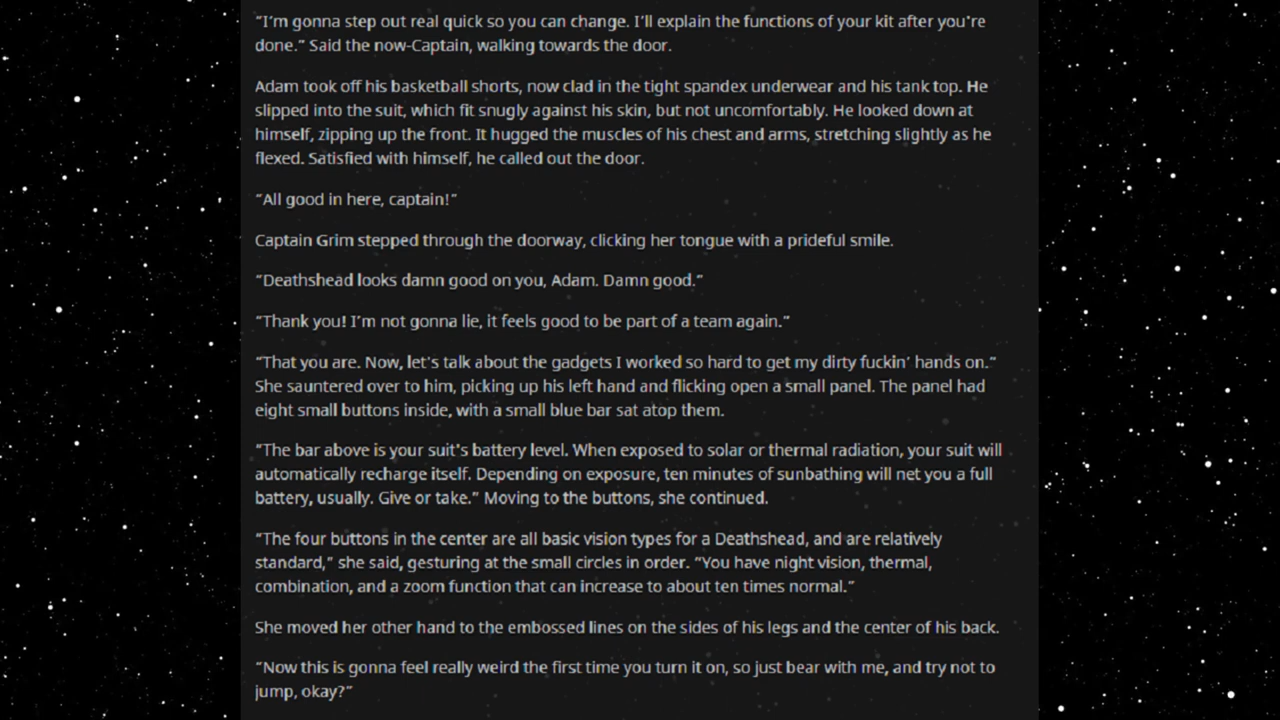 “I’m gonna step out real quick so you can change. I’ll explain the functions of your kit after you’re
done.” Said the now-Captain, walking towards the door.
Adam took off his basketball shorts, now clad in the tight spandex underwear and his tank top. He
slipped into the suit, which fit snugly against his skin, but not uncomfortably. He looked down at
himself, zipping up the front. It hugged the muscles of his chest and arms, stretching slightly as he
flexed. Satisfied with himself, he called out the door.
“All good in here, captain!”
Captain Grim stepped through the doorway, clicking her tongue with a prideful smile.
“Deathshead looks damn good on you, Adam. Damn good.”
“Thank you! I’m not gonna lie, it feels good to be part of a team again.”
“That you are. Now, let’s talk about the gadgets I worked so hard to get my dirty fuckin’ hands on.”
She sauntered over to him, picking up his left hand and flicking open a small panel. The panel had
eight small buttons inside, with a small blue bar sat atop them.
“The bar above is your suit’s battery level. When exposed to solar or thermal radiation, your suit will
automatically recharge itself. Depending on exposure, ten minutes of sunbathing will net you a full
battery, usually. Give or take.” Moving to the buttons, she continued.
“The four buttons in the center are all basic vision types for a Deathshead, and are relatively
standard,” she said, gesturing at the small circles in order. “You have night vision, thermal,
combination, and a zoom function that can increase to about ten times normal.”
She moved her other hand to the embossed lines on the sides of his legs and the center of his back.
“Now this is gonna feel really weird the first time you turn it on, so just bear with me, and try not to
jump, okay?”